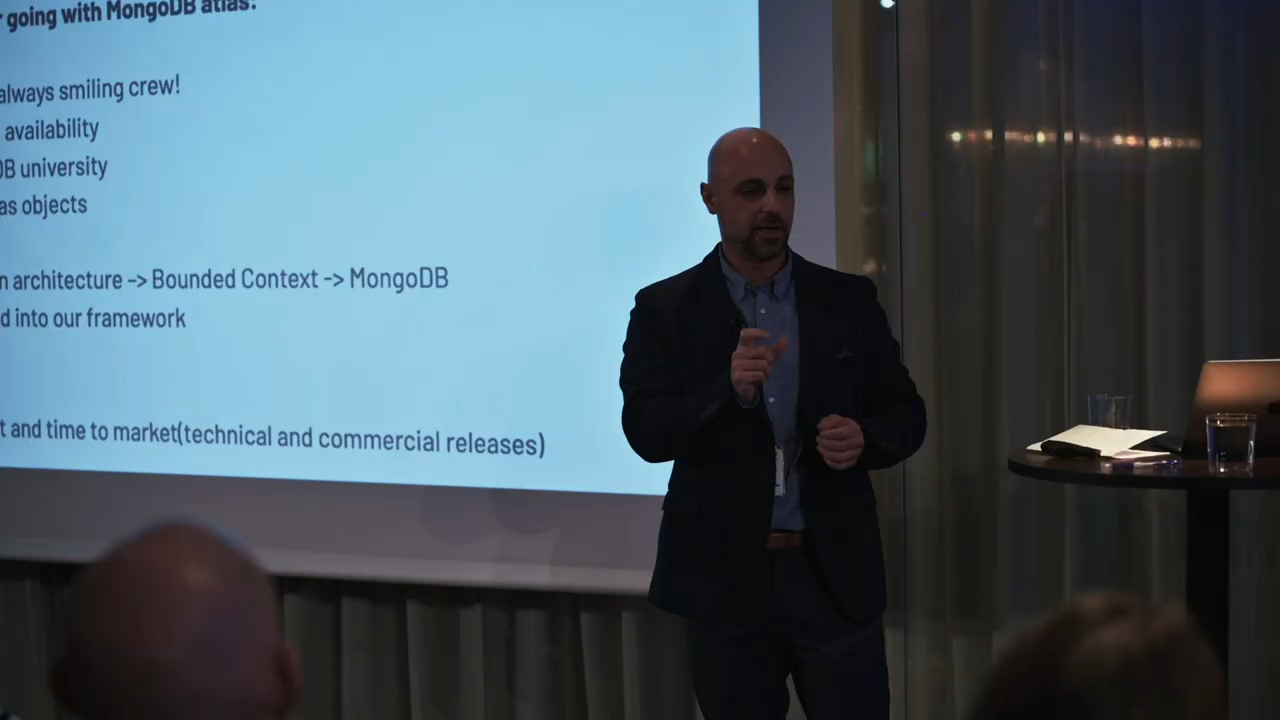 going with MongoDB atlas:
always smiling crew!
availability
DB university
as objects
architecture -> Bounded Context -> MongoDB
into our framework
and time to market(technical and commercial releases)